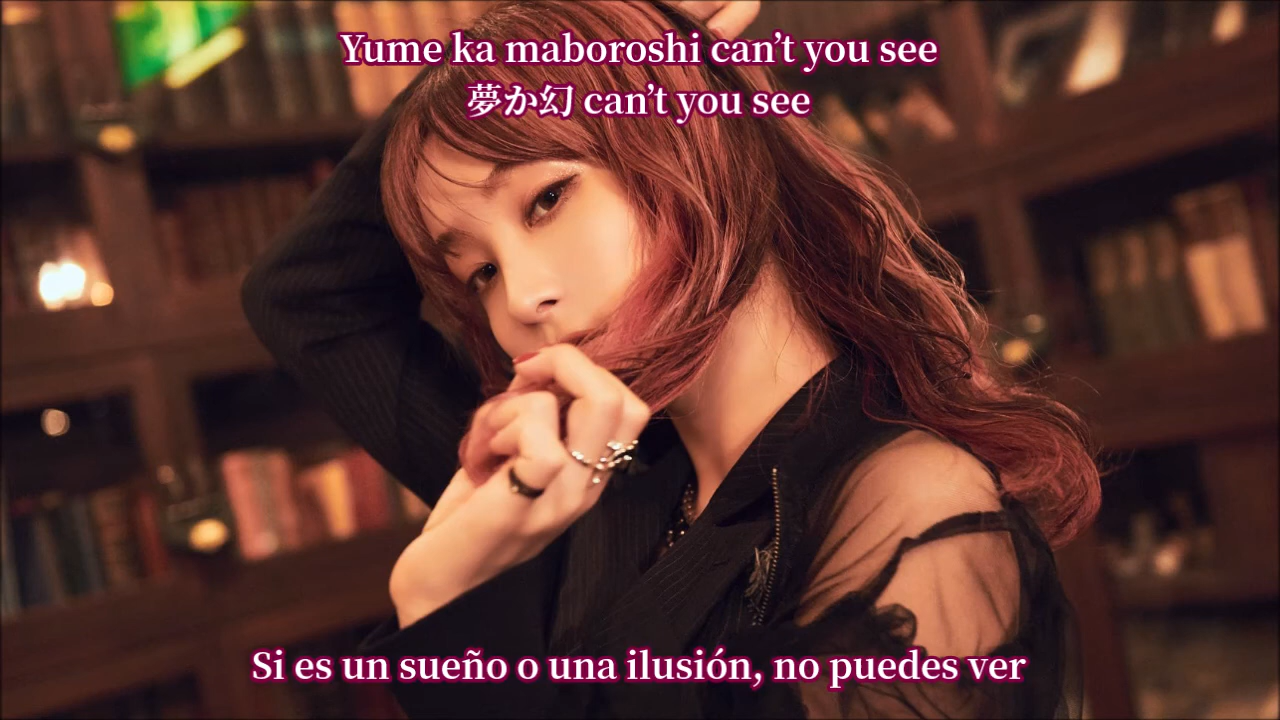 Yume ka maboroshi can’t you see
夢か幻 can’t you see
Si es un sueño o una ilusión, no puedes ver